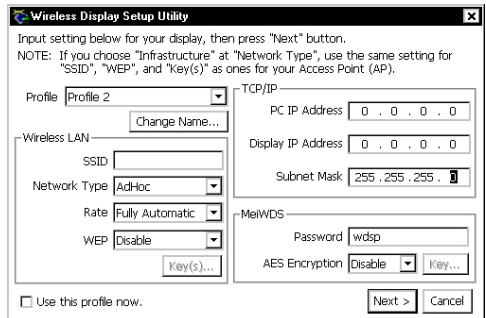 Wireless Display Setup Utility
Input setting below for your display, then press "Next" button.
NOTE: If you choose "Infrastructure" at "Network Type", use the same setting for
"SSID", "WEP", and "Key(s)" as ones for your Access Point (AP).
Profile Profile 2
Change Name...
Wireless LAN
SSID
Network Type AdHoc
Rate Fully Automatic
WEP Disable
Key(s)...
TCP/IP
PC IP Address 0 . 0 . 0 . 0
Display IP Address 0 . 0 . 0 . 0
Subnet Mask 255 . 255 . 255 . 0
MeiWDS
Password wdsp
AES Encryption Disable Key...
Use this profile now.
Next > Cancel